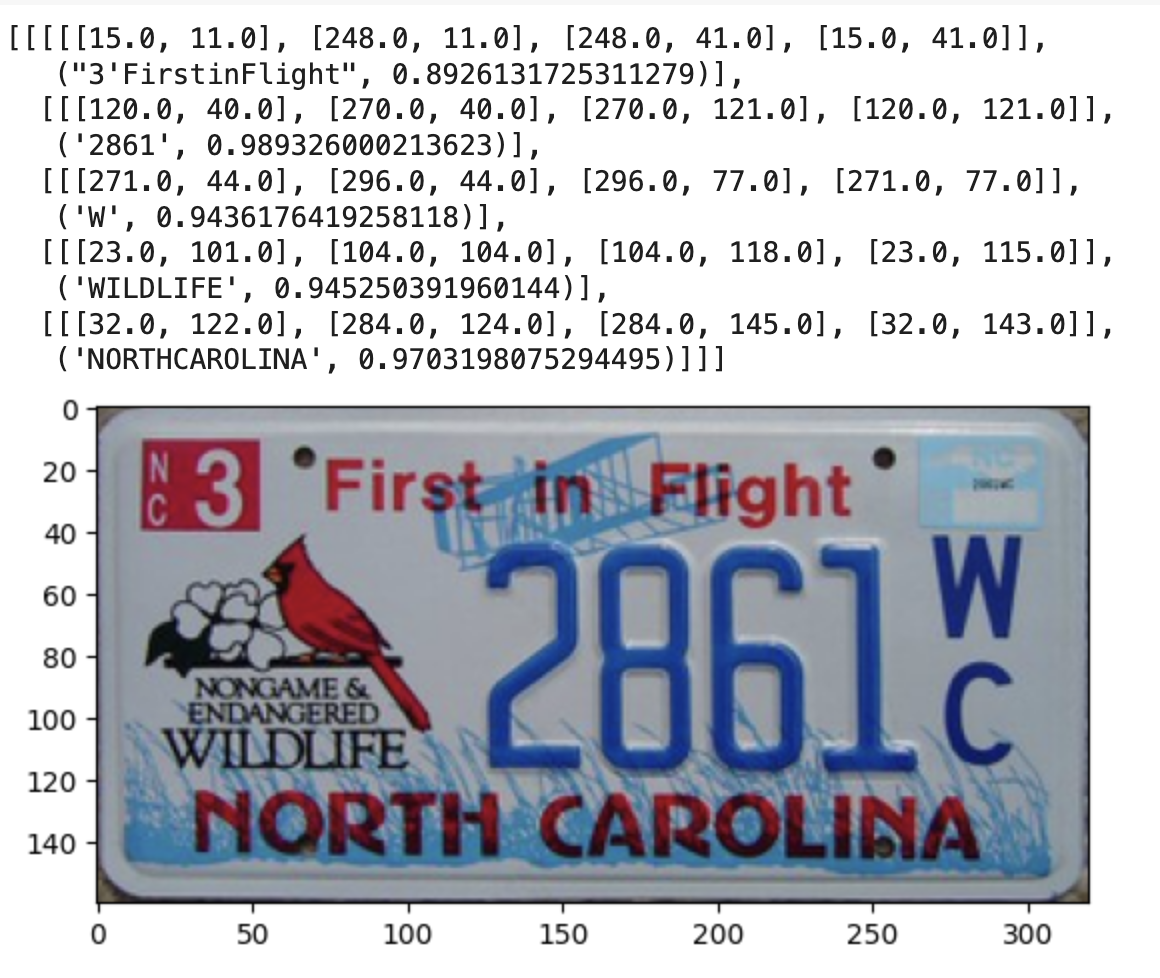 [[[[[15.0, 11.0], [248.0, 11.0], [248.0, 41.0], [15.0, 41.0]],
("3'FirstinFlight", 0.8926131725311279)],
[[[120.0, 40.0], [270.0, 40.0], [270.0, 121.0], [120.0, 121.0]],
('2861', 0.989326000213623)],
[[[271.0, 44.0], [296.0, 44.0], [296.0, 77.0], [271.0, 77.0]],
('W', 0.9436176419258118)],
[[[23.0, 101.0], [104.0, 104.0], [104.0, 118.0], [23.0, 115.0]],
('WILDLIFE', 0.945250391960144)],
[[[32.0, 122.0], [284.0, 124.0], [284.0, 145.0], [32.0, 143.0]],
('NORTHCAROLINA', 0.9703198075294495)]]]
0
20
40
60
80
100
120
140
NC 3 First in Flight
2861
W
C
NONGAME &
ENDANGERED
WILDLIFE
NORTH CAROLINA
0 50 100 150 200 250 300